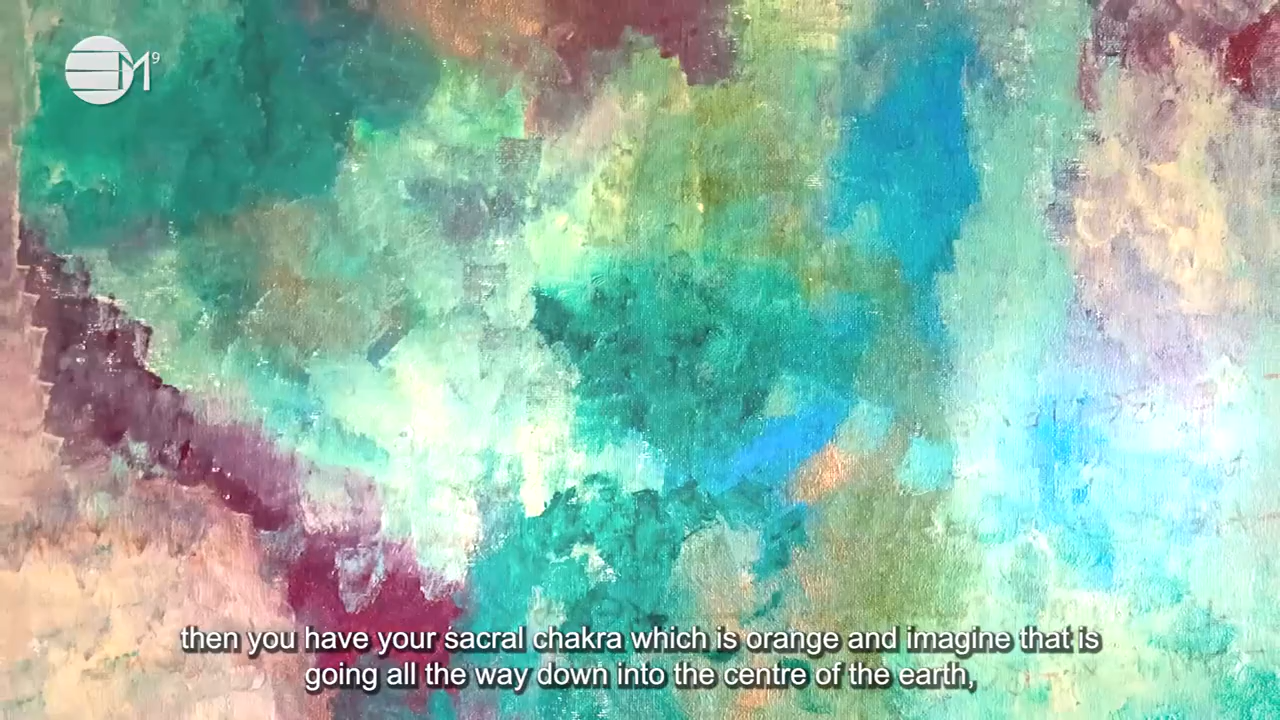 M9
then you have your sacral chakra which is orange and imagine that is
going all the way down into the centre of the earth,